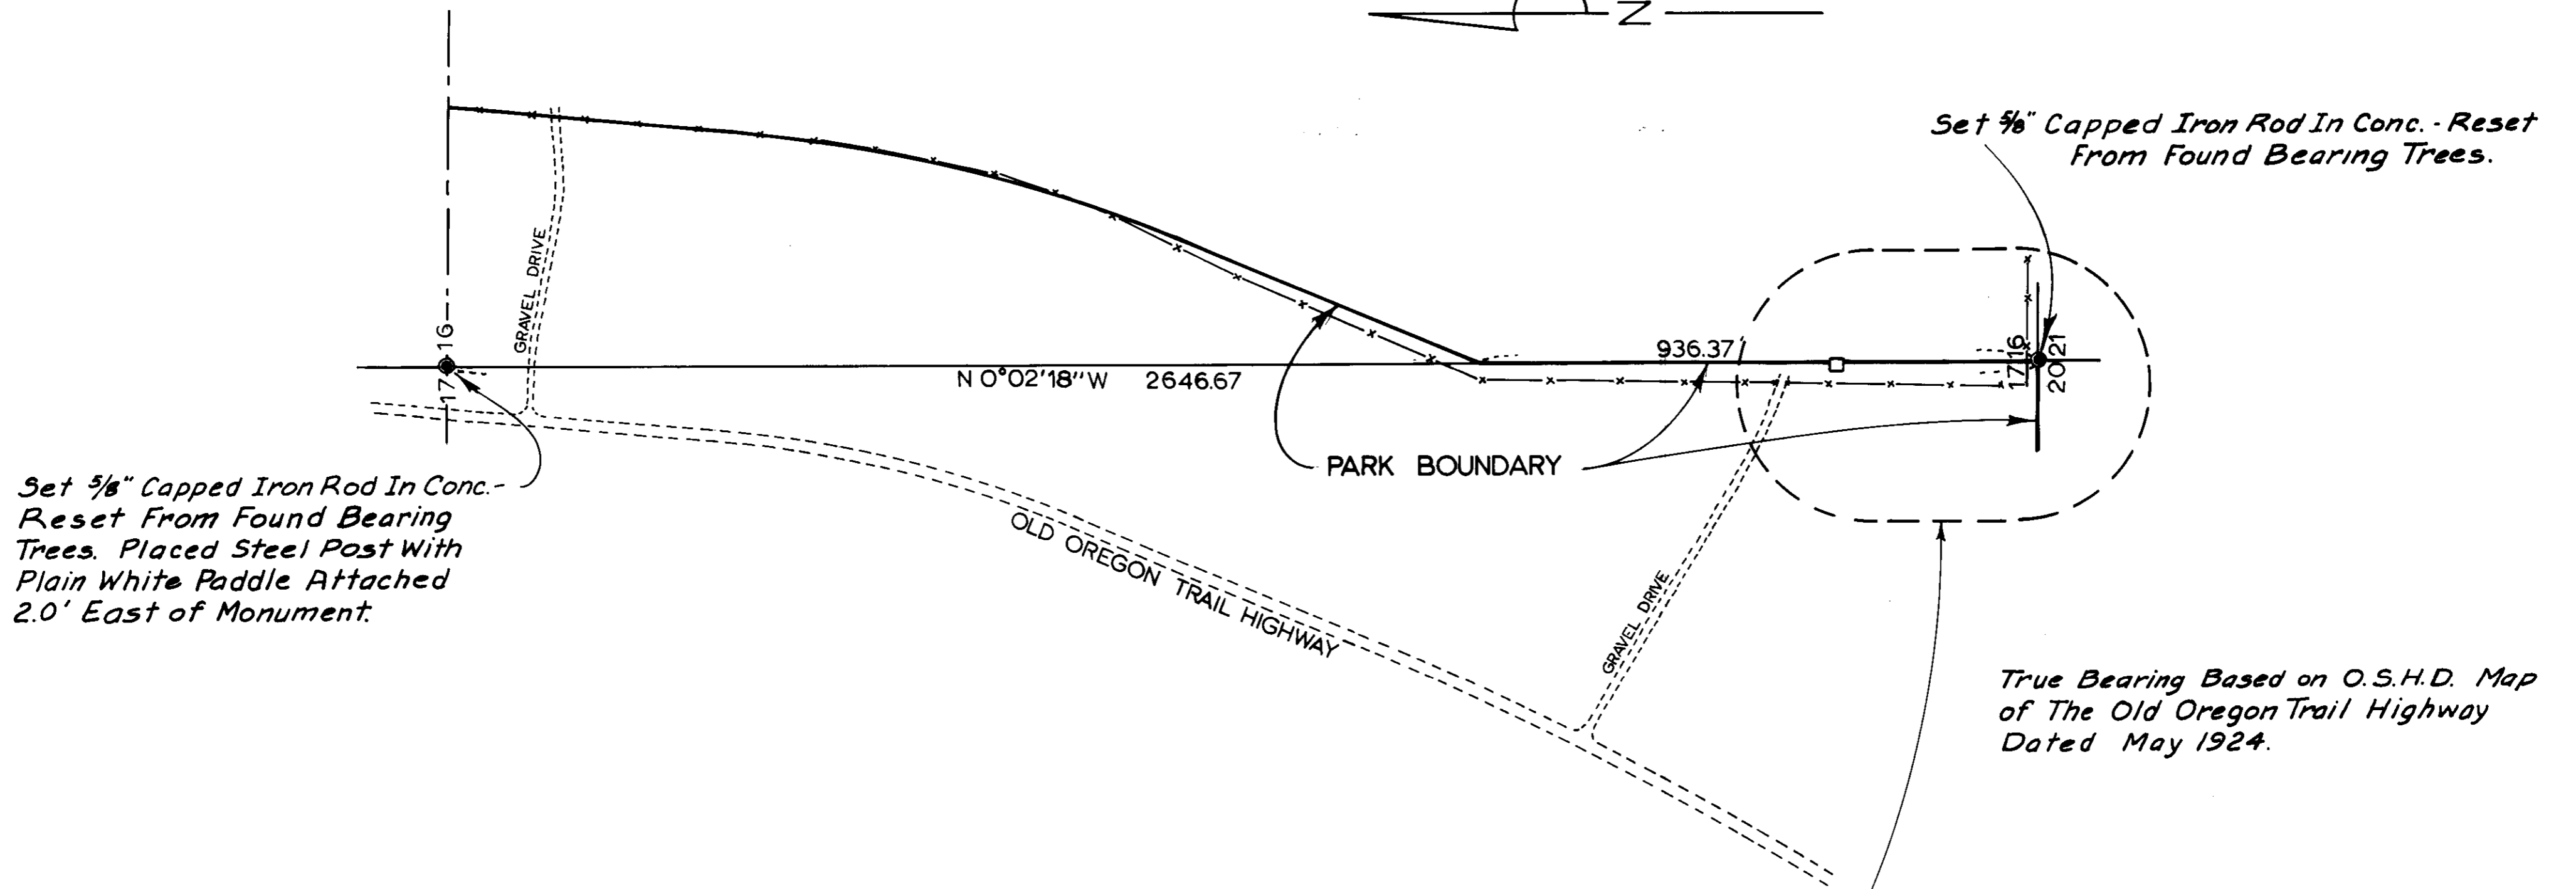 N
Set 5/8" Capped Iron Rod In Conc. - Reset
From Found Bearing Trees.
16
17
GRAVEL DRIVE
936.37
N 0°02'18"W 2646.67
17 16
20 21
PARK BOUNDARY
Set 5/8" Capped Iron Rod In Conc.-
Reset From Found Bearing
Trees. Placed Steel Post With
Plain White Paddle Attached
2.0' East of Monument.
OLD OREGON TRAIL HIGHWAY
GRAVEL DRIVE
True Bearing Based on O.S.H.D. Map
of The Old Oregon Trail Highway
Dated May 1924.